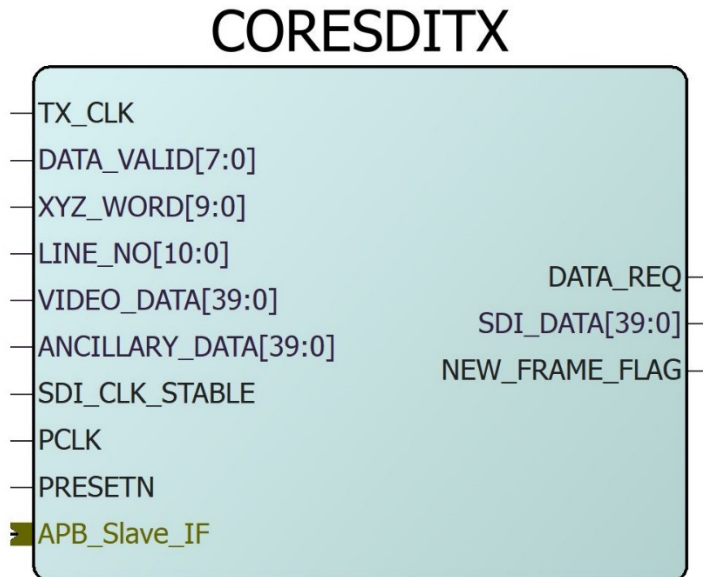 CORESDITX
TX_CLK
DATA_VALID[7:0]
XYZ_WORD[9:0]
LINE_NO[10:0]
VIDEO_DATA[39:0]
ANCILLARY_DATA[39:0]
SDI_CLK_STABLE
PCLK
PRESETN
APB_Slave_IF
DATA_REQ
SDI_DATA[39:0]
NEW_FRAME_FLAG